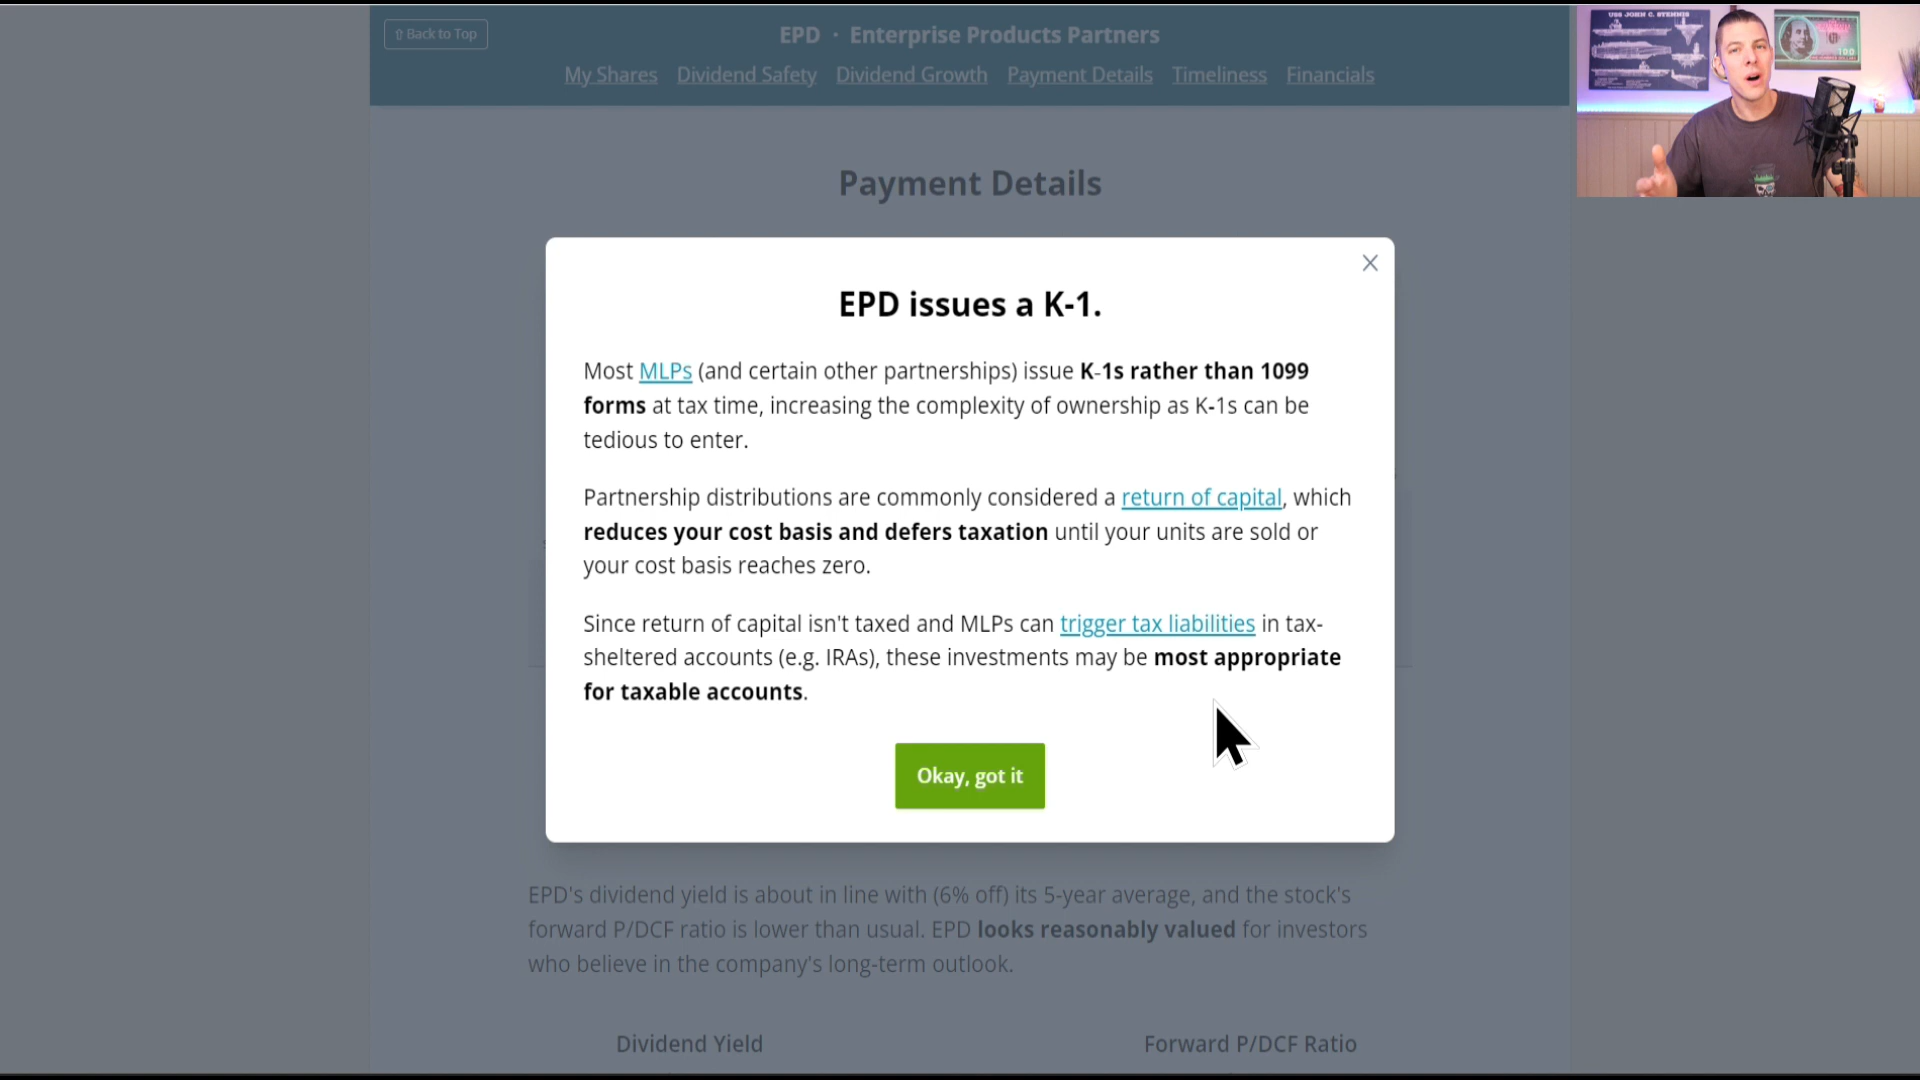 ⇧ Back to Top
EPD · Enterprise Products Partners
My Shares Dividend Safety Dividend Growth Payment Details Timeliness Financials
USS JOHN C. STENNIS
100
Payment Details
EPD issues a K-1.
Most MLPs (and certain other partnerships) issue K-1s rather than 1099
forms at tax time, increasing the complexity of ownership as K-1s can be
tedious to enter.
Partnership distributions are commonly considered a return of capital, which
reduces your cost basis and defers taxation until your units are sold or
your cost basis reaches zero.
Since return of capital isn't taxed and MLPs can trigger tax liabilities in tax-
sheltered accounts (e.g. IRAs), these investments may be most appropriate
for taxable accounts.
Okay, got it
EPD's dividend yield is about in line with (6% off) its 5-year average, and the stock's
forward P/DCF ratio is lower than usual. EPD looks reasonably valued for investors
who believe in the company's long-term outlook.
Dividend Yield Forward P/DCF Ratio